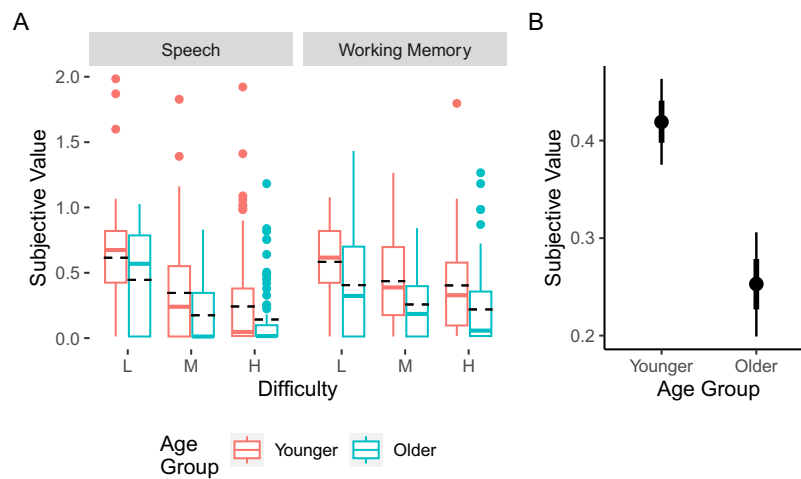 A
B
Speech
Working Memory
Subjective Value
2.0
1.5
1.0
0.5
0.0
L
M
H
L
M
H
Difficulty
Age
Group
Younger
Older
Subjective Value
0.4
0.3
0.2
Younger
Older
Age Group